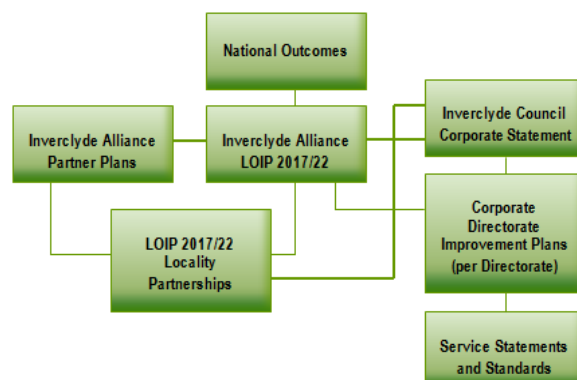 National Outcomes
Inverclyde Alliance
Partner Plans
Inverclyde Alliance
LOIP 2017/22
Inverclyde Council
Corporate Statement
LOIP 2017/22
Locality
Partnerships
Corporate
Directorate
Improvement Plans
(per Directorate)
Service Statements
and Standards